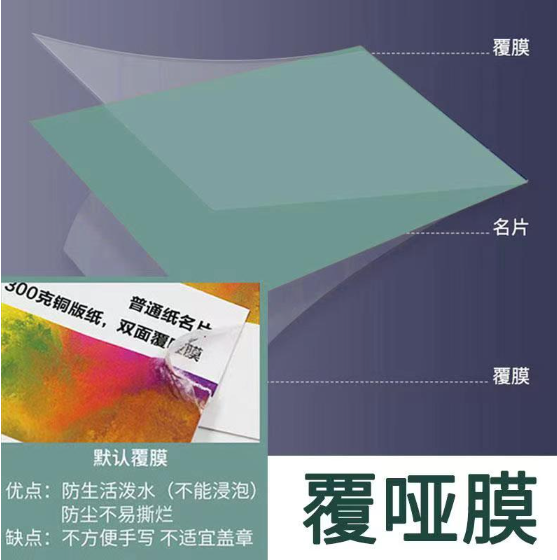 覆膜
名片
覆膜
300克铜版纸，双面覆哑膜
普通纸名片
默认覆膜
优点：防生活泼水（不能浸泡）
防尘不易撕烂
缺点：不方便手写 不适宜盖章
覆哑膜